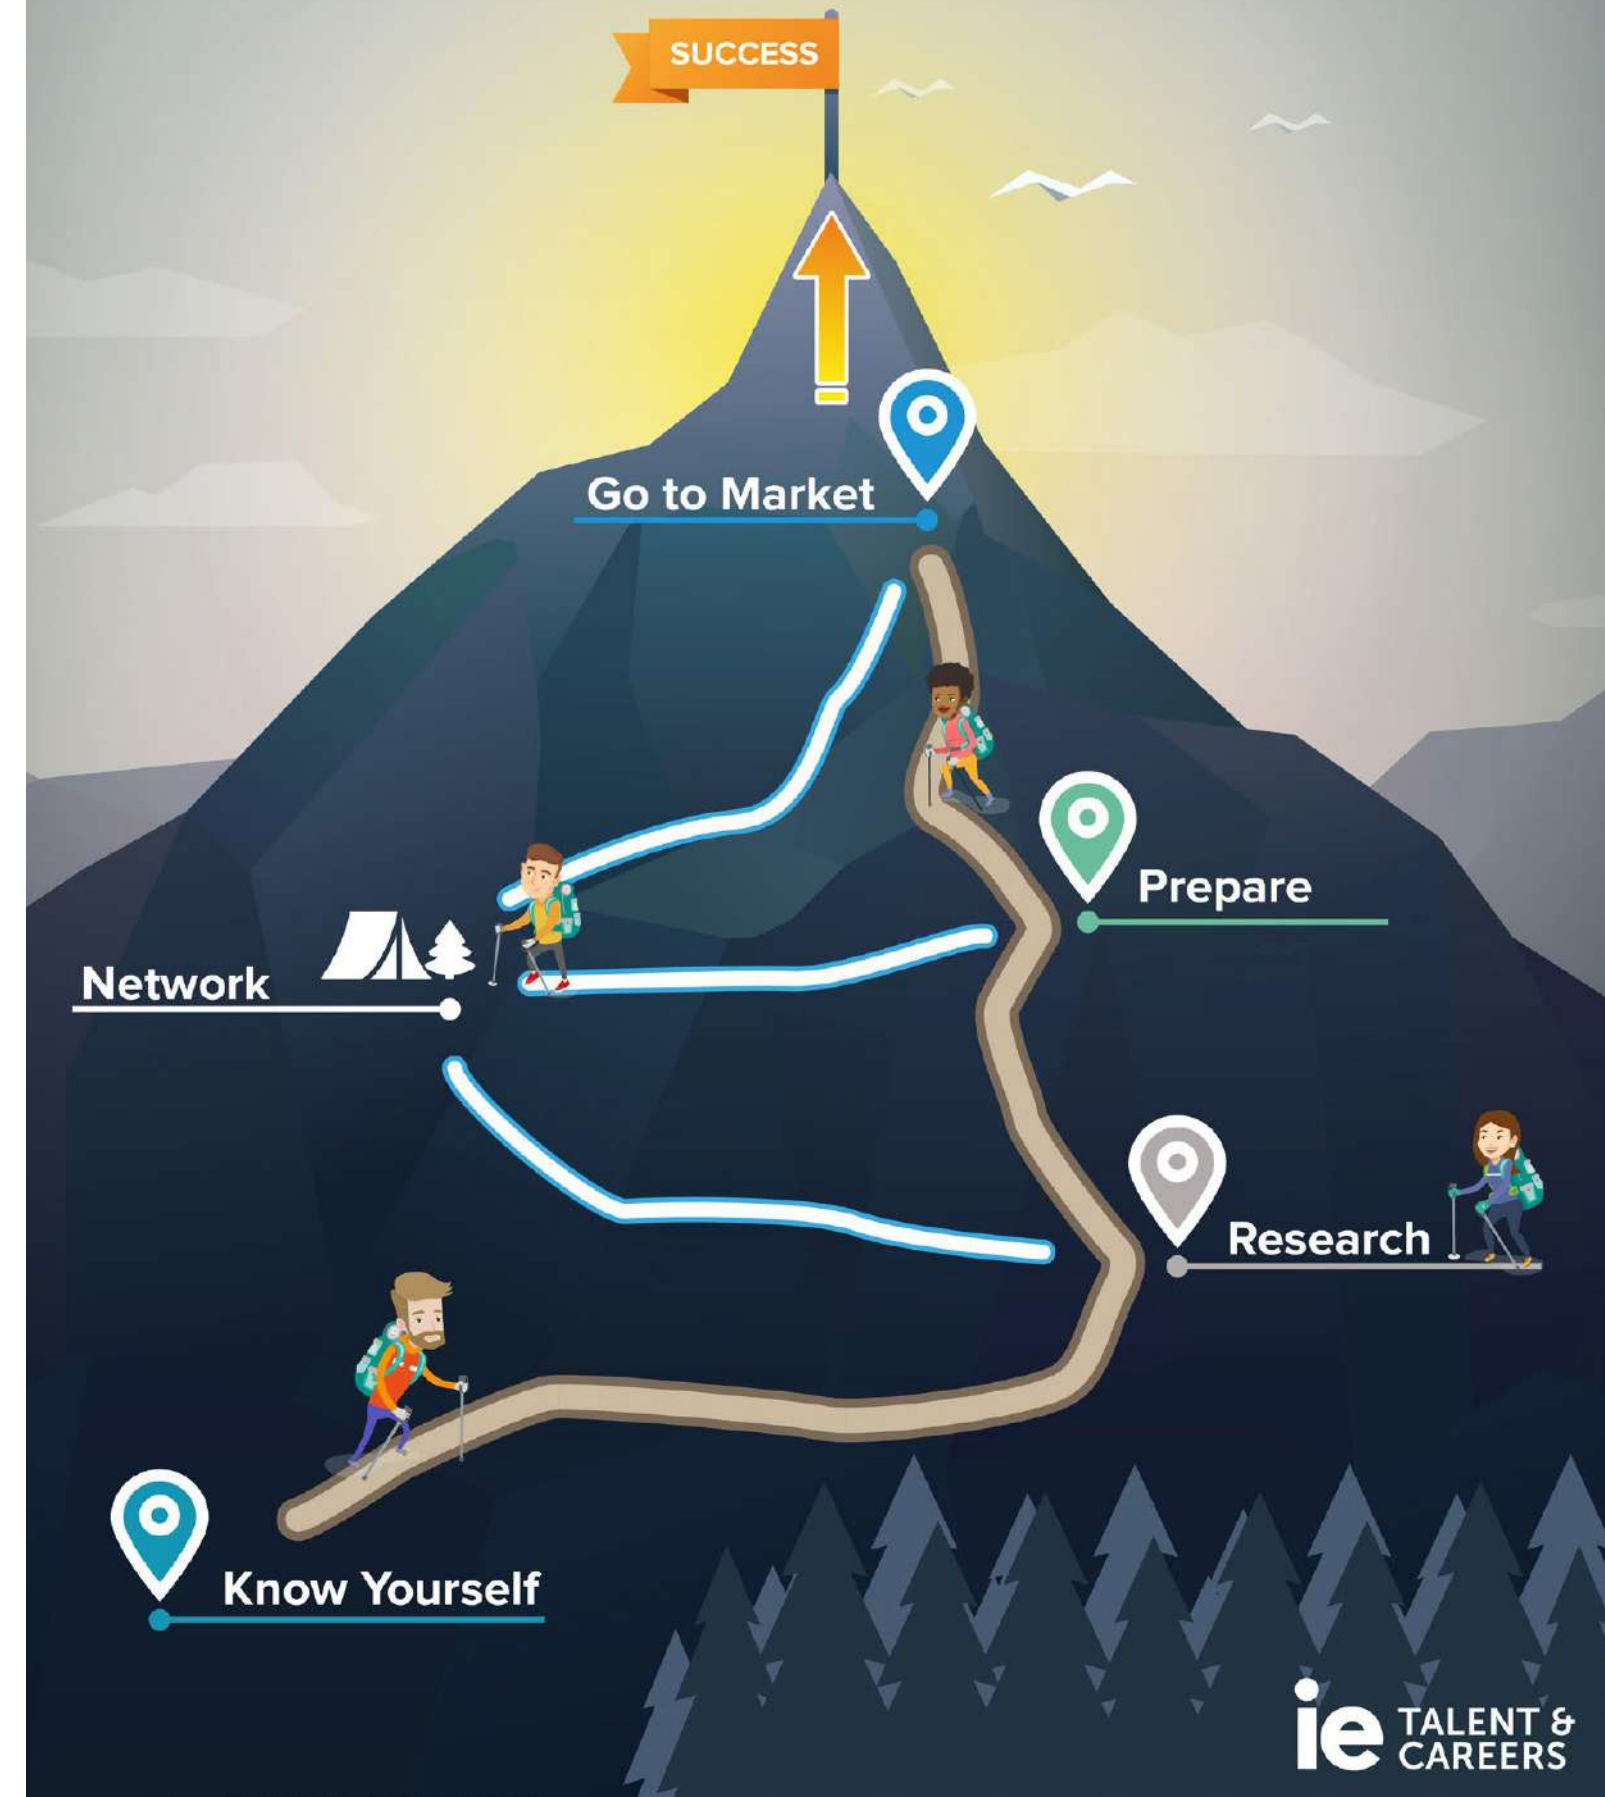 SUCCESS
Go to Market
Prepare
Network
Research
Know Yourself
ie TALENT &
CAREERS